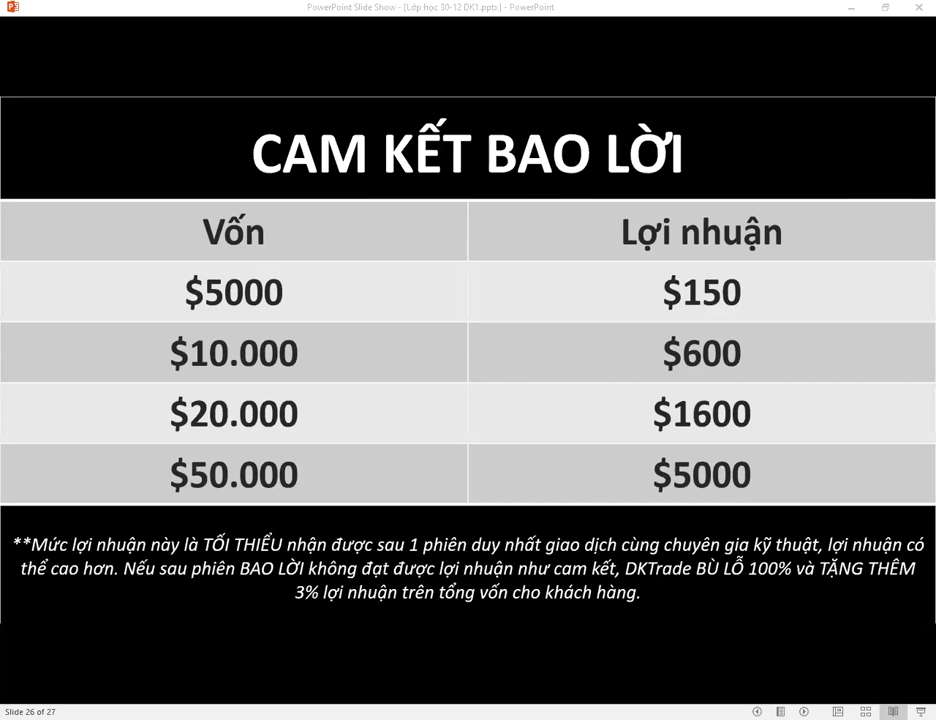 PowerPoint Slide Show - [Lớp học 30-12 DK1.pptx] - PowerPoint
CAM KẾT BAO LỜI
Vốn Lợi nhuận
$5000 $150
$10.000 $600
$20.000 $1600
$50.000 $5000
**Mức lợi nhuận này là TỐI THIỂU nhận được sau 1 phiên duy nhất giao dịch cùng chuyên gia kỹ thuật, lợi nhuận có
thể cao hơn. Nếu sau phiên BAO LỜI không đạt được lợi nhuận như cam kết, DKTrade BÙ LỖ 100% và TẶNG THÊM
3% lợi nhuận trên tổng vốn cho khách hàng.
Slide 26 of 27